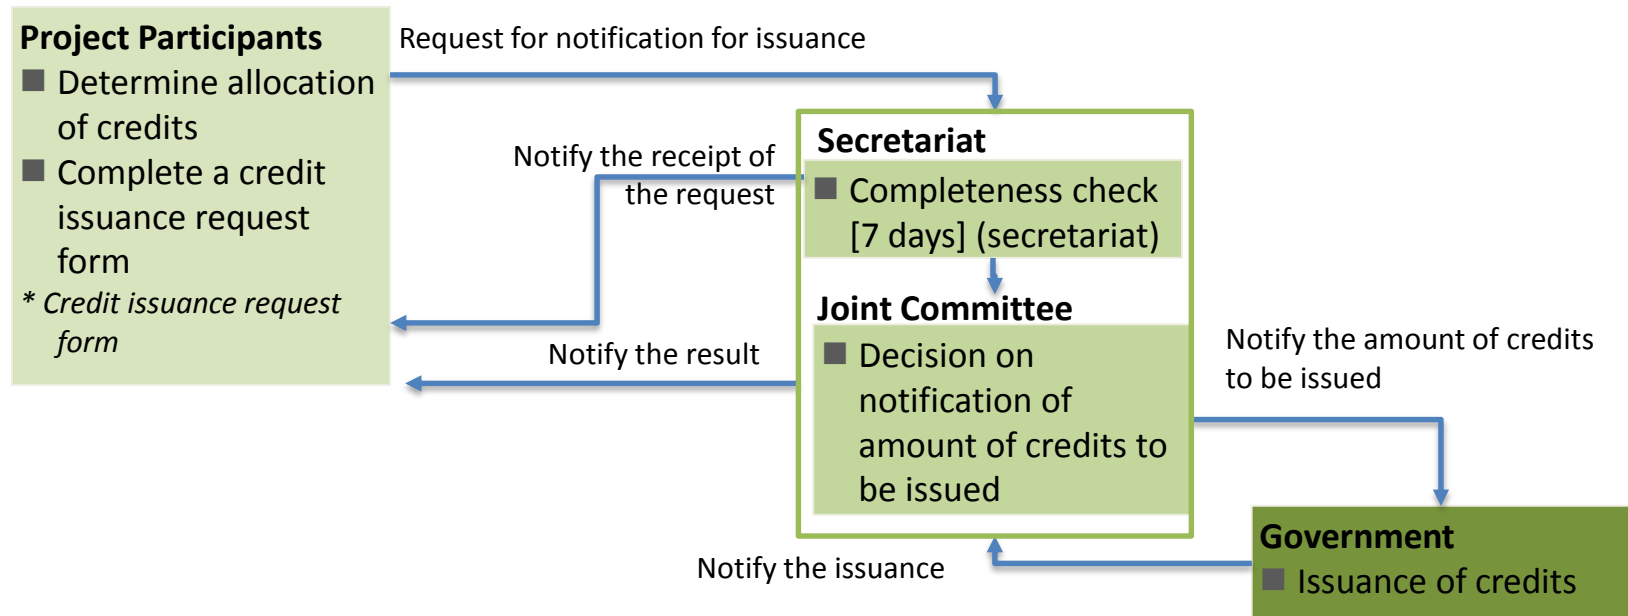 Project Participants
■ Determine allocation
of credits
■ Complete a credit
issuance request
form
* Credit issuance request
form
Request for notification for issuance
Notify the receipt of
the request
Notify the result
Secretariat
■ Completeness check
[7 days] (secretariat)
Joint Committee
■ Decision on
notification of
amount of credits to
be issued
Notify the amount of credits
to be issued
Government
■ Issuance of credits
Notify the issuance